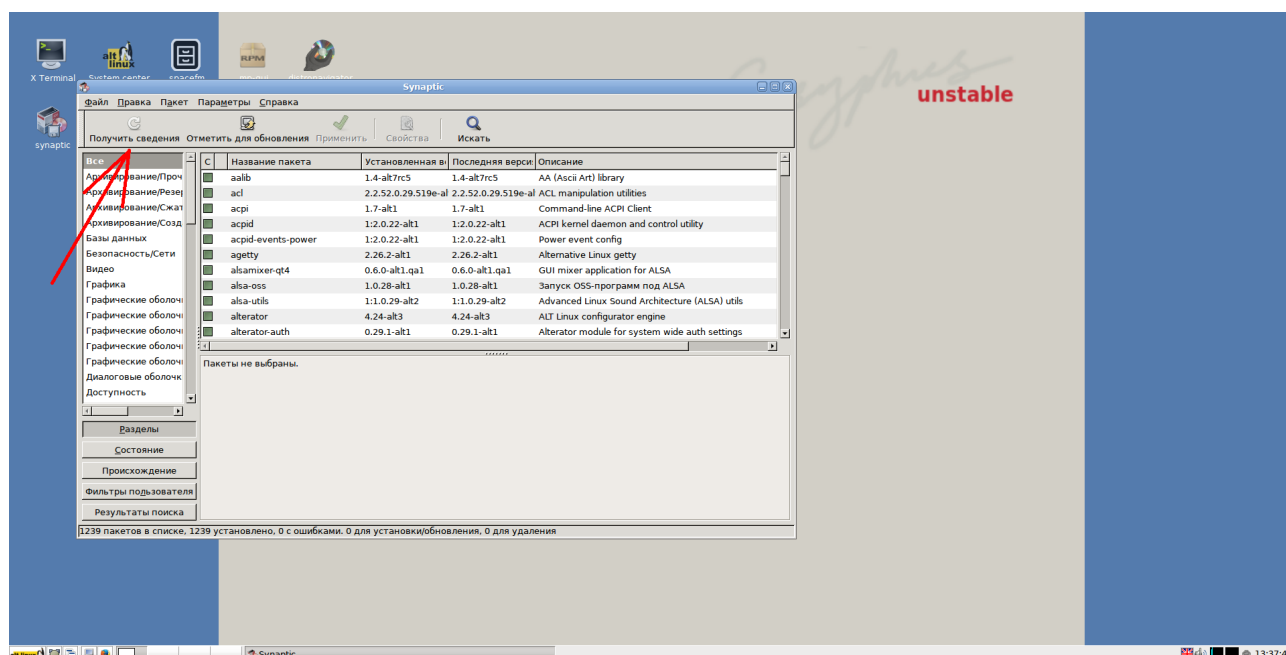 X Terminal
System center
spacefm
distronavigator
synaptic
alt linux
RPM
unstable
Synaptic
Файл Правка Пакет Параметры Справка
Получить сведения Отметить для обновления Применить Свойства Искать
Все
Архивирование/Проч
Архивирование/Резер
Архивирование/Сжат
Архивирование/Созд
Базы данных
Безопасность/Сети
Видео
Графика
Графические оболоч
Графические оболоч
Графические оболоч
Графические оболоч
Графические оболоч
Диалоговые оболочк
Доступность
С Название пакета Установленная в Последняя верси Описание
aalib 1.4-alt7rc5 1.4-alt7rc5 AA (Ascii Art) library
acl 2.2.52.0.29.519e-al 2.2.52.0.29.519e-al ACL manipulation utilities
acpi 1.7-alt1 1.7-alt1 Command-line ACPI Client
acpid 1:2.0.22-alt1 1:2.0.22-alt1 ACPI kernel daemon and control utility
acpid-events-power 1:2.0.22-alt1 1:2.0.22-alt1 Power event config
agetty 2.26.2-alt1 2.26.2-alt1 Alternative Linux getty
alsamixer-qt4 0.6.0-alt1.qa1 0.6.0-alt1.qa1 GUI mixer application for ALSA
alsa-oss 1.0.28-alt1 1.0.28-alt1 Запуск OSS-программ под ALSA
alsa-utils 1:1.0.29-alt2 1:1.0.29-alt2 Advanced Linux Sound Architecture (ALSA) utils
alterator 4.24-alt3 4.24-alt3 ALT Linux configurator engine
alterator-auth 0.29.1-alt1 0.29.1-alt1 Alterator module for system wide auth settings
Пакеты не выбраны.
Разделы
Состояние
Происхождение
Фильтры пользователя
Результаты поиска
1239 пакетов в списке, 1239 установлено, 0 с ошибками. 0 для установки/обновления, 0 для удаления
Synaptic
13:37:4